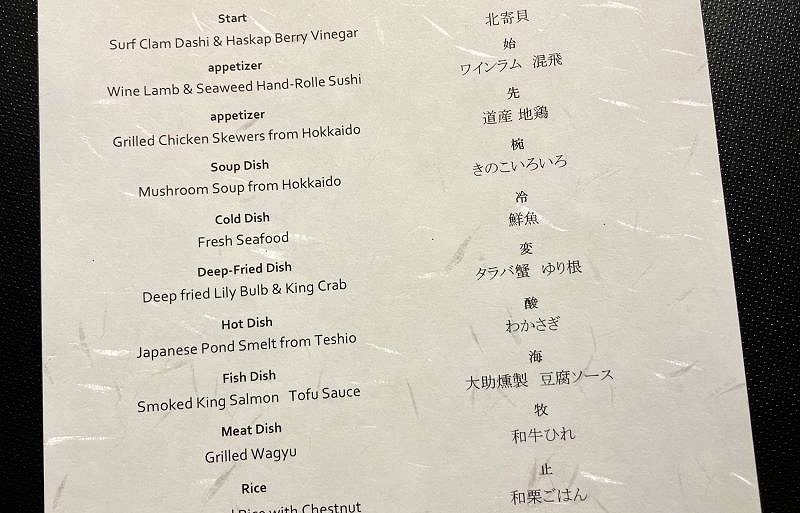 Start
Surf Clam Dashi & Haskap Berry Vinegar
appetizer
Wine Lamb & Seaweed Hand-Rolle Sushi
appetizer
Grilled Chicken Skewers from Hokkaido
Soup Dish
Mushroom Soup from Hokkaido
Cold Dish
Fresh Seafood
Deep-Fried Dish
Deep fried Lily Bulb & King Crab
Hot Dish
Japanese Pond Smelt from Teshio
Fish Dish
Smoked King Salmon Tofu Sauce
Meat Dish
Grilled Wagyu
Rice
Rice with Chestnut
北寄貝
始
ワインラム 混飛
先
道産 地鶏
椀
きのこいろいろ
冷
鮮魚
変
タラバ蟹 ゆり根
酸
わかさぎ
海
大助燻製 豆腐ソース
牧
和牛ひれ
止
和栗ごはん